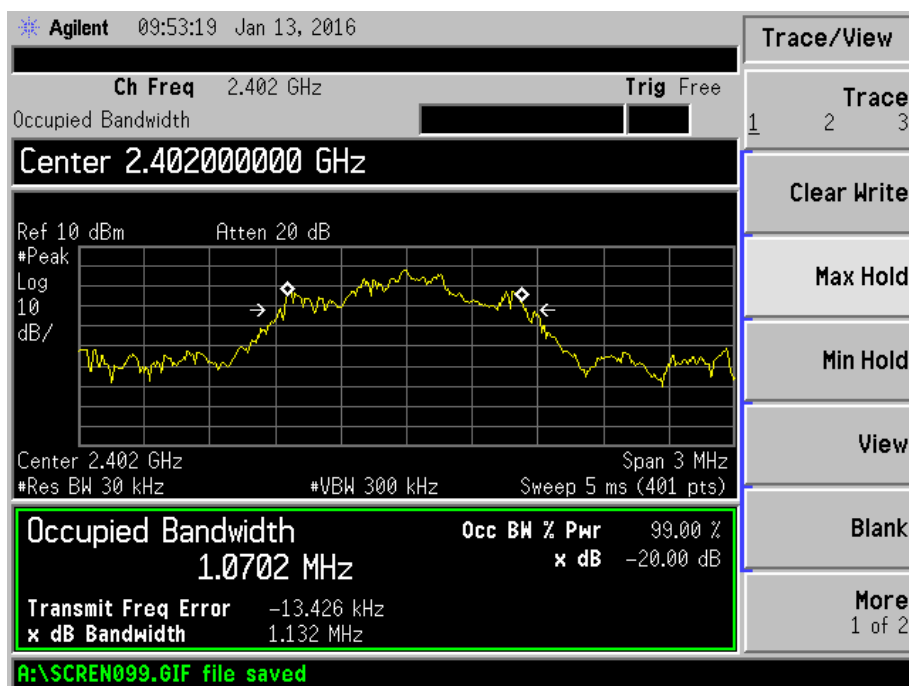 Agilent 09:53:19 Jan 13, 2016
Trace/View
Ch Freq 2.402 GHz Trig Free
Occupied Bandwidth
Trace
1 2 3
Center 2.402000000 GHz
Clear Write
Ref 10 dBm Atten 20 dB
#Peak
Log
10
dB/
Max Hold
Min Hold
Center 2.402 GHz Span 3 MHz
#Res BW 30 kHz #VBW 300 kHz Sweep 5 ms (401 pts)
View
Occupied Bandwidth Occ BW % Pwr 99.00 %
1.0702 MHz x dB -20.00 dB
Blank
Transmit Freq Error -13.426 kHz
x dB Bandwidth 1.132 MHz
More
1 of 2
A:\SCREN099.GIF file saved